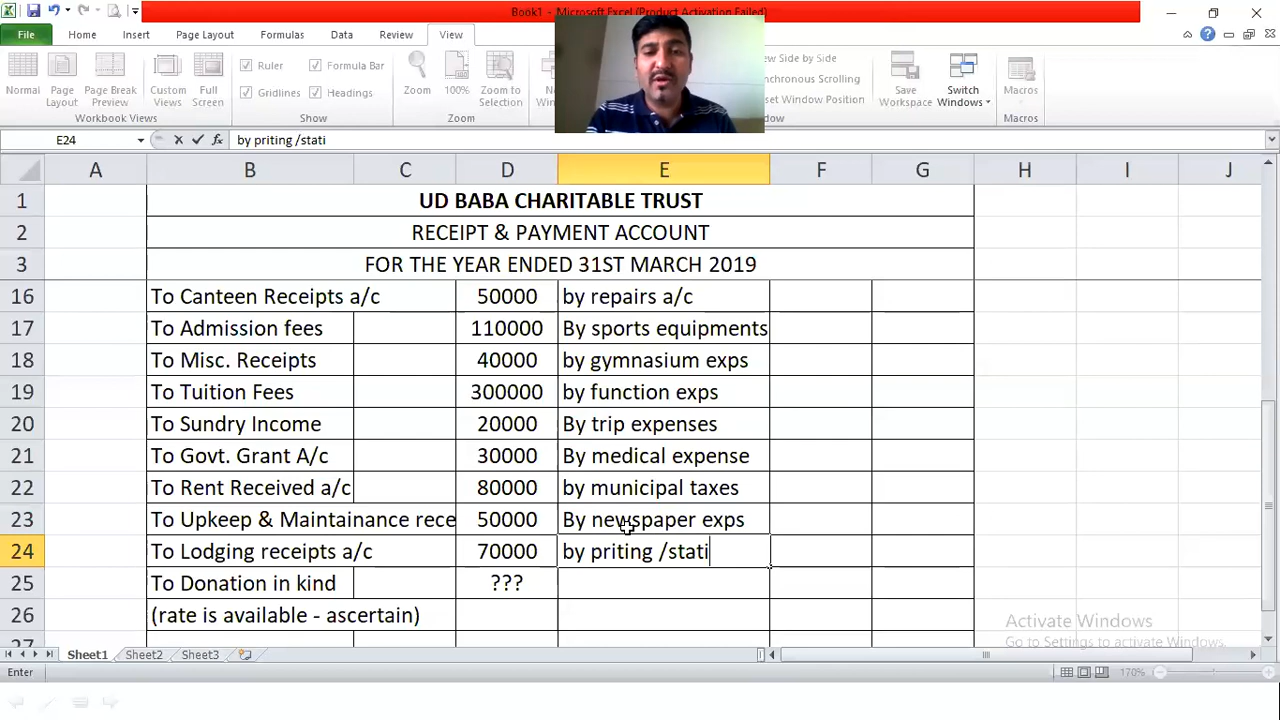 Book1 - Microsoft Excel (Product Activation Failed)
File Home Insert Page Layout Formulas Data Review View
Normal Page Layout Page Break Preview Custom Views Full Screen
Ruler Formula Bar
Gridlines Headings
Zoom 100% Zoom to Selection
View Side by Side
Save Workspace Switch Windows Macros
Workbook Views Show Zoom Macros
E24 fx by priting /stati
A B C D E F G H I J
1 UD BABA CHARITABLE TRUST
2 RECEIPT & PAYMENT ACCOUNT
3 FOR THE YEAR ENDED 31ST MARCH 2019
16 To Canteen Receipts a/c 50000 by repairs a/c
17 To Admission fees 110000 By sports equipments
18 To Misc. Receipts 40000 by gymnasium exps
19 To Tuition Fees 300000 by function exps
20 To Sundry Income 20000 By trip expenses
21 To Govt. Grant A/c 30000 By medical expense
22 To Rent Received a/c 80000 by municipal taxes
23 To Upkeep & Maintainance rece 50000 By newspaper exps
24 To Lodging receipts a/c 70000 by priting /stati
25 To Donation in kind ???
26 (rate is available - ascertain)
27
Activate Windows
Go to Settings to activate Windows.
Sheet1 Sheet2 Sheet3
Enter 170%